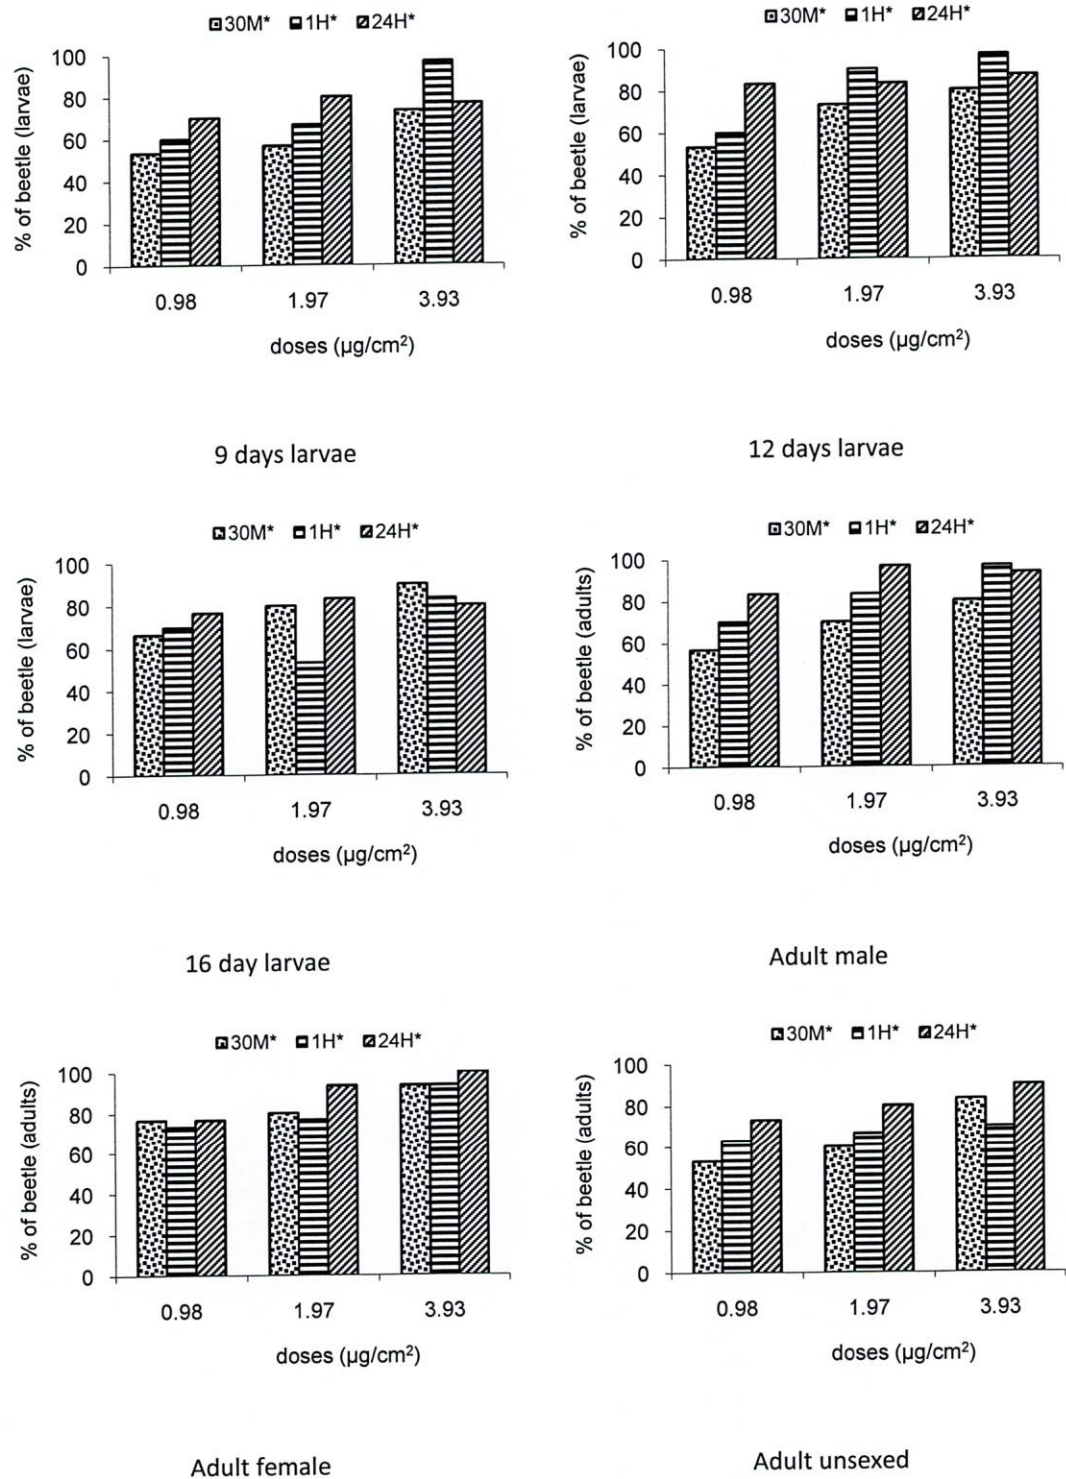 30M* 1H* 24H*
% of beetle (larvae)
100
80
60
40
20
0
0.98 1.97 3.93
doses (µg/cm²)
9 days larvae
30M* 1H* 24H*
% of beetle (larvae)
100
80
60
40
20
0
0.98 1.97 3.93
doses (µg/cm²)
12 days larvae
30M* 1H* 24H*
% of beetle (larvae)
100
80
60
40
20
0
0.98 1.97 3.93
doses (µg/cm²)
16 day larvae
30M* 1H* 24H*
% of beetle (adults)
100
80
60
40
20
0
0.98 1.97 3.93
doses (µg/cm²)
Adult male
30M* 1H* 24H*
% of beetle (adults)
100
80
60
40
20
0
0.98 1.97 3.93
doses (µg/cm²)
Adult female
30M* 1H* 24H*
% of beetle (adults)
100
80
60
40
20
0
0.98 1.97 3.93
doses (µg/cm²)
Adult unsexed